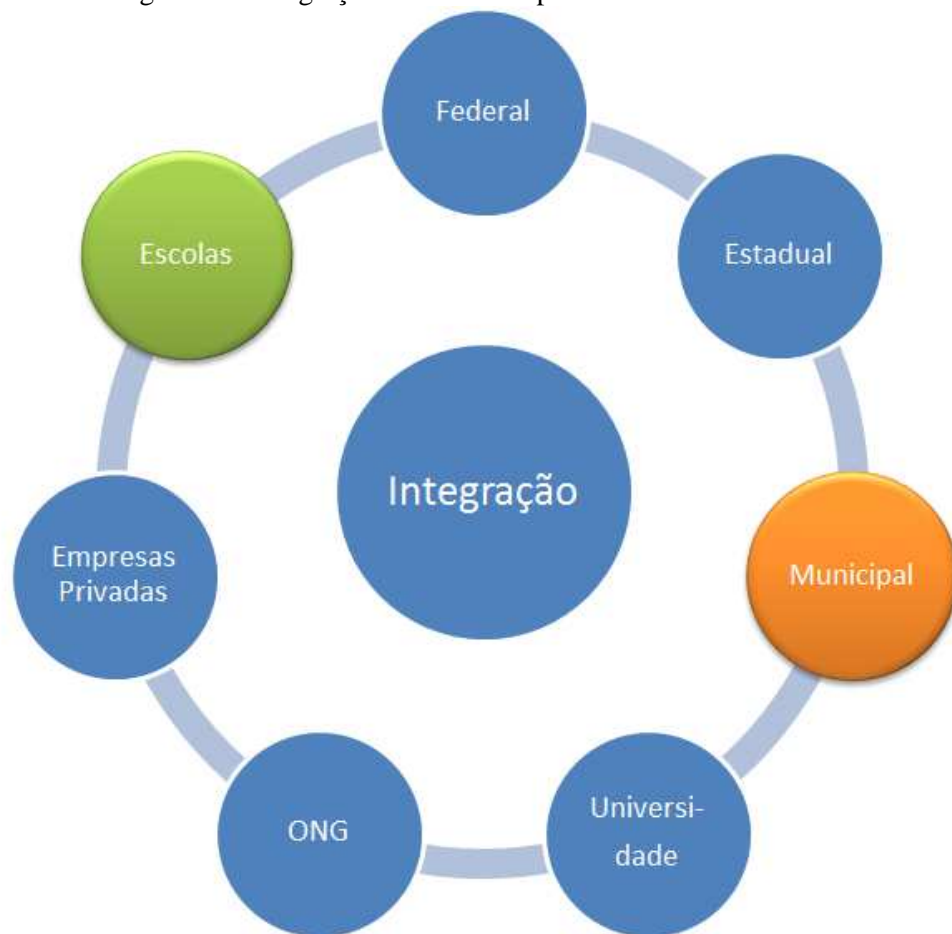 Federal
Estadual
Municipal
Universi-
dade
ONG
Empresas
Privadas
Escolas
Integração